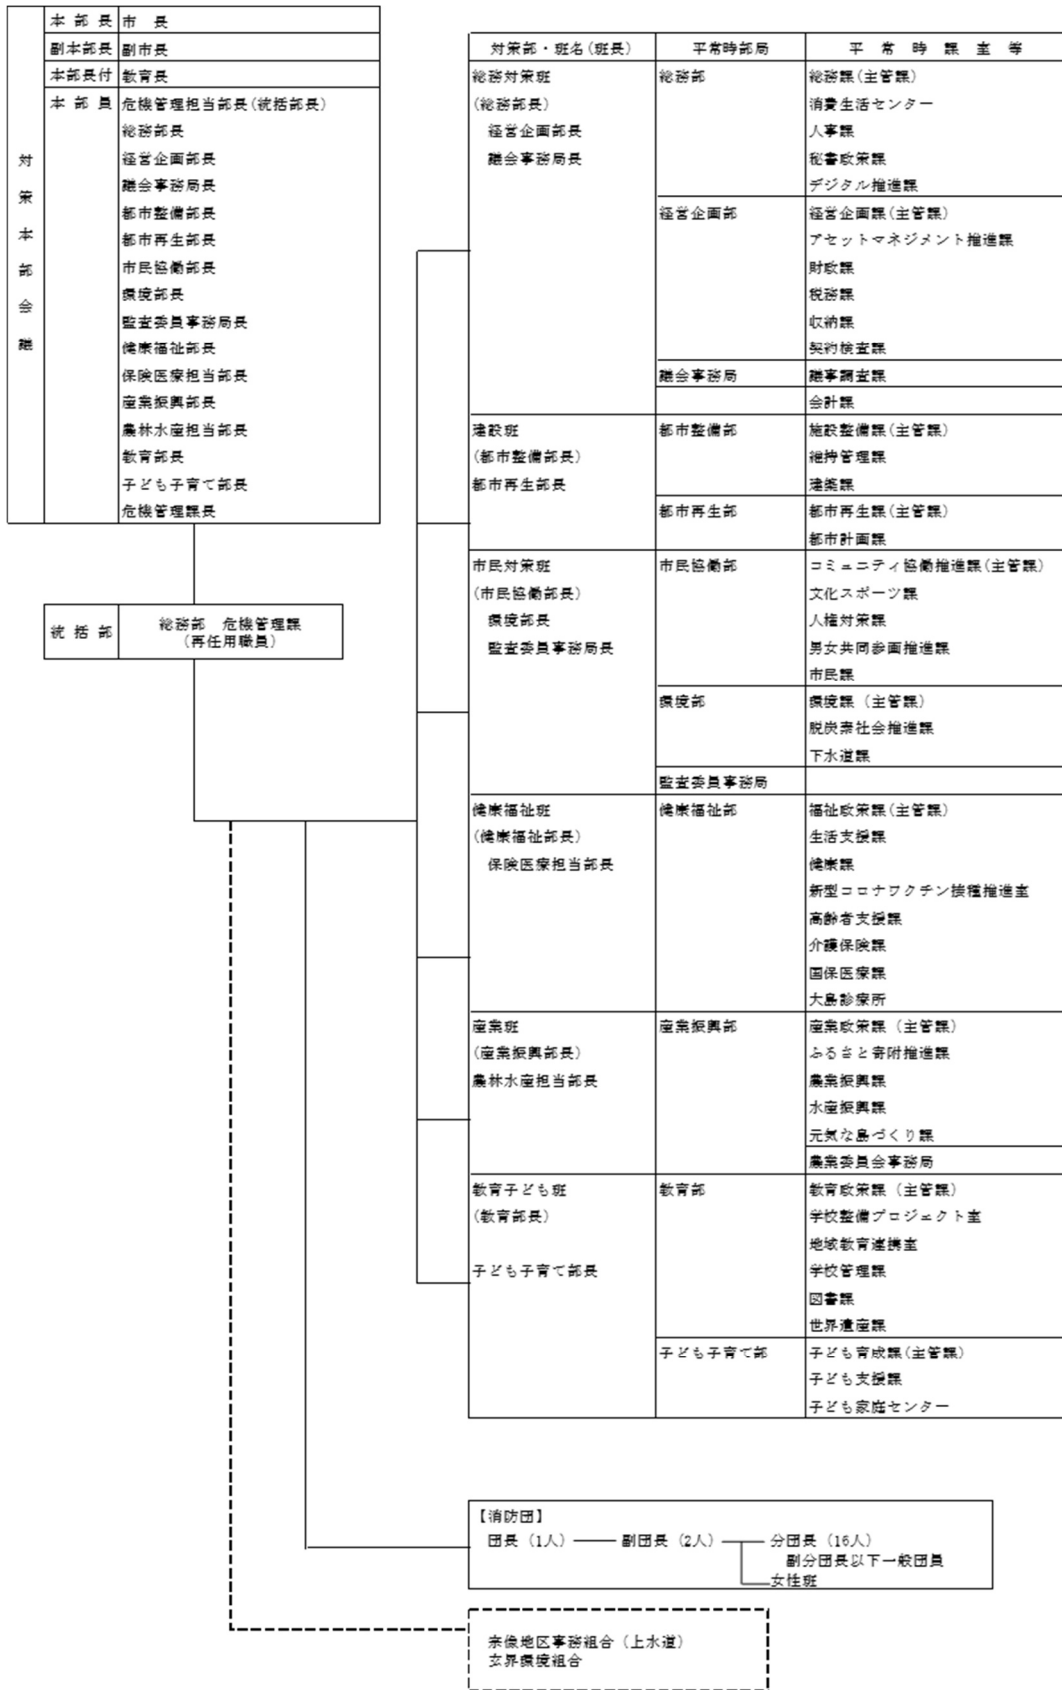 対策本部会議
本部長 市 長
副本部長 副市長
本部長付 教育長
本部員 危機管理担当部長(統括部長)
総務部長
経営企画部長
議会事務局長
都市整備部長
都市再生部長
市民協働部長
環境部長
監査委員事務局長
健康福祉部長
保険医療担当部長
産業振興部長
農林水産担当部長
教育部長
子ども子育て部長
危機管理課長
統括部 総務部 危機管理課
(再任用職員)
対策部・班名(班長) 平常時部局 平常時課室等
総務対策班 総務部 総務課(主管課)
(総務部長) 消費生活センター
経営企画部長 人事課
議会事務局長 秘書政策課
デジタル推進課
経営企画部 経営企画課(主管課)
アセットマネジメント推進課
財政課
税務課
収納課
契約検査課
議会事務局 議事調査課
会計課
建設班 都市整備部 施設整備課(主管課)
(都市整備部長) 維持管理課
都市再生部長 建築課
都市再生部 都市再生課(主管課)
都市計画課
市民対策班 市民協働部 コミュニティ協働推進課(主管課)
(市民協働部長) 文化スポーツ課
環境部長 人権対策課
監査委員事務局長 男女共同参画推進課
市民課
環境部 環境課(主管課)
脱炭素社会推進課
下水道課
監査委員事務局
健康福祉班 健康福祉部 福祉政策課(主管課)
(健康福祉部長) 生活支援課
保険医療担当部長 健康課
新型コロナワクチン接種推進室
高齢者支援課
介護保険課
国保医療課
大島診療所
産業班 産業振興部 産業政策課(主管課)
(産業振興部長) ふるさと寄附推進課
農林水産担当部長 農業振興課
水産振興課
元気な島づくり課
農業委員会事務局
教育子ども班 教育部 教育政策課(主管課)
(教育部長) 学校整備プロジェクト室
地域教育連携室
子ども子育て部長 学校管理課
図書課
世界遺産課
子ども子育て部 子ども育成課(主管課)
子ども支援課
子ども家庭センター
【消防団】
団長(1人) 副団長(2人) 分団長(16人)
副分団長以下一般団員
女性班
宗像地区事務組合(上水道)
玄界環境組合